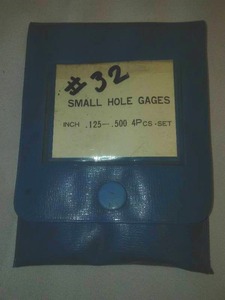 #32
SMALL HOLE GAGES
INCH .125-.500 4PCS-SET